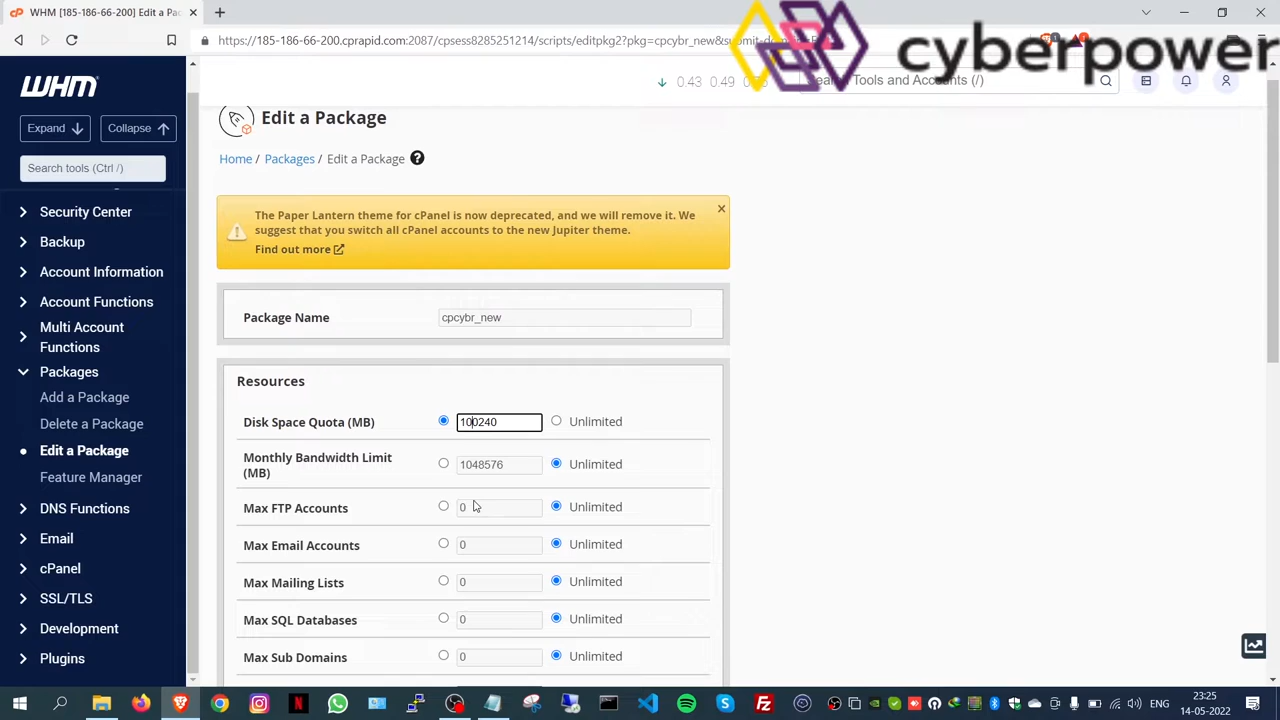 WHM [185-186-66-200] Edit a Pac
https://185-186-66-200.cprapid.com:2087/cpsess8285251214/scripts/editpkg2?pkg=cpcybr_new&submit-d
cyberpower
WHM
0.43 0.49
Tools and Accounts (/)
Expand
Collapse
Search tools (Ctrl /)
Security Center
Backup
Account Information
Account Functions
Multi Account
Functions
Packages
Add a Package
Delete a Package
Edit a Package
Feature Manager
DNS Functions
Email
cPanel
SSL/TLS
Development
Plugins
Edit a Package
Home / Packages / Edit a Package ?
The Paper Lantern theme for cPanel is now deprecated, and we will remove it. We
suggest that you switch all cPanel accounts to the new Jupiter theme.
Find out more
Package Name cpcybr_new
Resources
Disk Space Quota (MB) 100240 Unlimited
Monthly Bandwidth Limit
(MB) 1048576 Unlimited
Max FTP Accounts 0 Unlimited
Max Email Accounts 0 Unlimited
Max Mailing Lists 0 Unlimited
Max SQL Databases 0 Unlimited
Max Sub Domains 0 Unlimited
ENG
23:25
14-05-2022